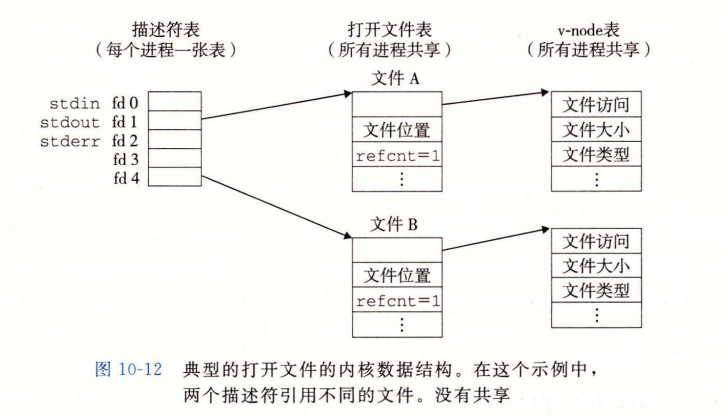 描述符表
（每个进程一张表）
打开文件表
（所有进程共享）
v-node表
（所有进程共享）
stdin fd 0
stdout fd 1
stderr fd 2
fd 3
fd 4
文件 A
文件位置
refcnt=1
⋮
文件访问
文件大小
文件类型
⋮
文件 B
文件位置
refcnt=1
⋮
文件访问
文件大小
文件类型
⋮
图 10-12 典型的打开文件的内核数据结构。在这个示例中，
两个描述符引用不同的文件。没有共享